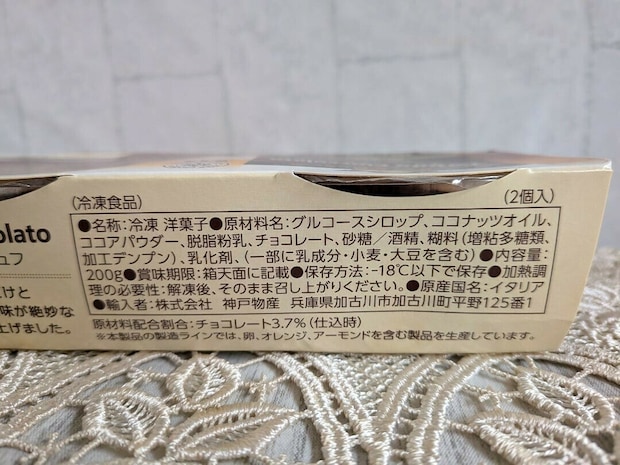 (冷凍食品)
(2個入)
olato
ュフ
だけと
味が絶妙な
上げました。
●名称:冷凍 洋菓子●原材料名:グルコースシロップ、ココナッツオイル、
ココアパウダー、脱脂粉乳、チョコレート、砂糖／酒精、糊料(増粘多糖類、
加工デンプン)、乳化剤、(一部に乳成分・小麦・大豆を含む)●内容量:
200g●賞味期限:箱天面に記載●保存方法:-18℃以下で保存●加熱調
理の必要性:解凍後、そのまま召し上がりください。●原産国名:イタリア
●輸入者:株式会社 神戸物産 兵庫県加古川市加古川町平野125番1
原材料配合割合:チョコレート3.7%(仕込時)
※本製品の製造ラインでは、卵、オレンジ、アーモンドを含む製品を生産しています。